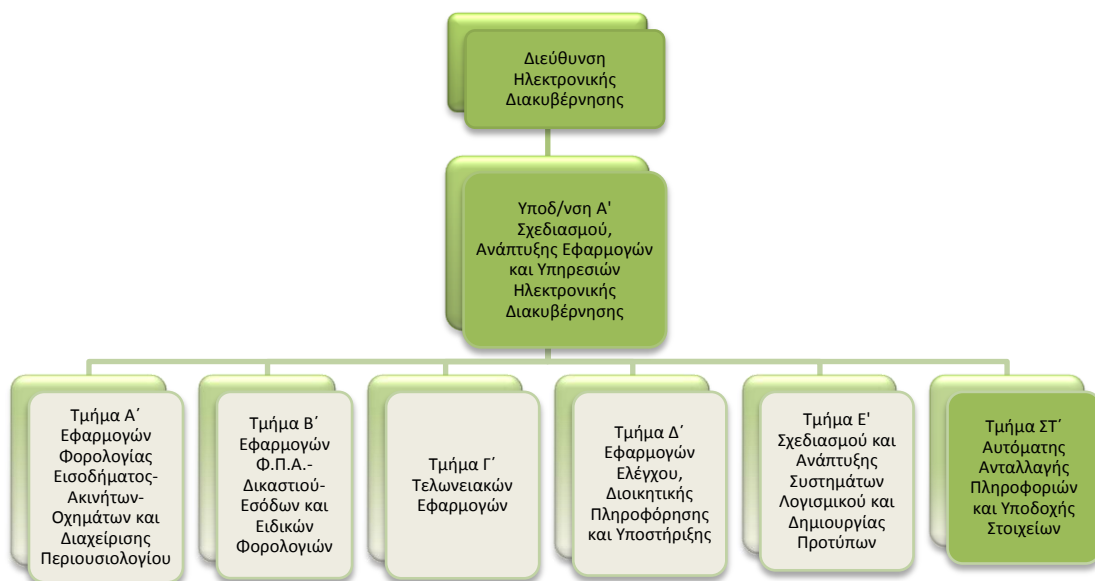 Διεύθυνση
Ηλεκτρονικής
Διακυβέρνησης
Υποδ/νση Α'
Σχεδιασμού,
Ανάπτυξης Εφαρμογών
και Υπηρεσιών
Ηλεκτρονικής
Διακυβέρνησης
Τμήμα Α΄
Εφαρμογών
Φορολογίας
Εισοδήματος-
Ακινήτων-
Οχημάτων και
Διαχείρισης
Περιουσιολογίου
Τμήμα Β΄
Εφαρμογών
Φ.Π.Α.-
Δικαστιού-
Εσόδων και
Ειδικών
Φορολογιών
Τμήμα Γ΄
Τελωνειακών
Εφαρμογών
Τμήμα Δ΄
Εφαρμογών
Ελέγχου,
Διοικητικής
Πληροφόρησης
και Υποστήριξης
Τμήμα Ε'
Σχεδιασμού και
Ανάπτυξης
Συστημάτων
Λογισμικού και
Δημιουργίας
Προτύπων
Τμήμα ΣΤ΄
Αυτόματης
Ανταλλαγής
Πληροφοριών
και Υποδοχής
Στοιχείων